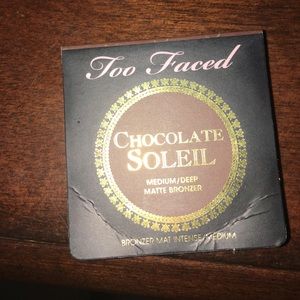 Too Faced
CHOCOLATE
SOLEIL
MEDIUM/DEEP
MATTE BRONZER
BRONZER MAT INTENSE/MEDIUM